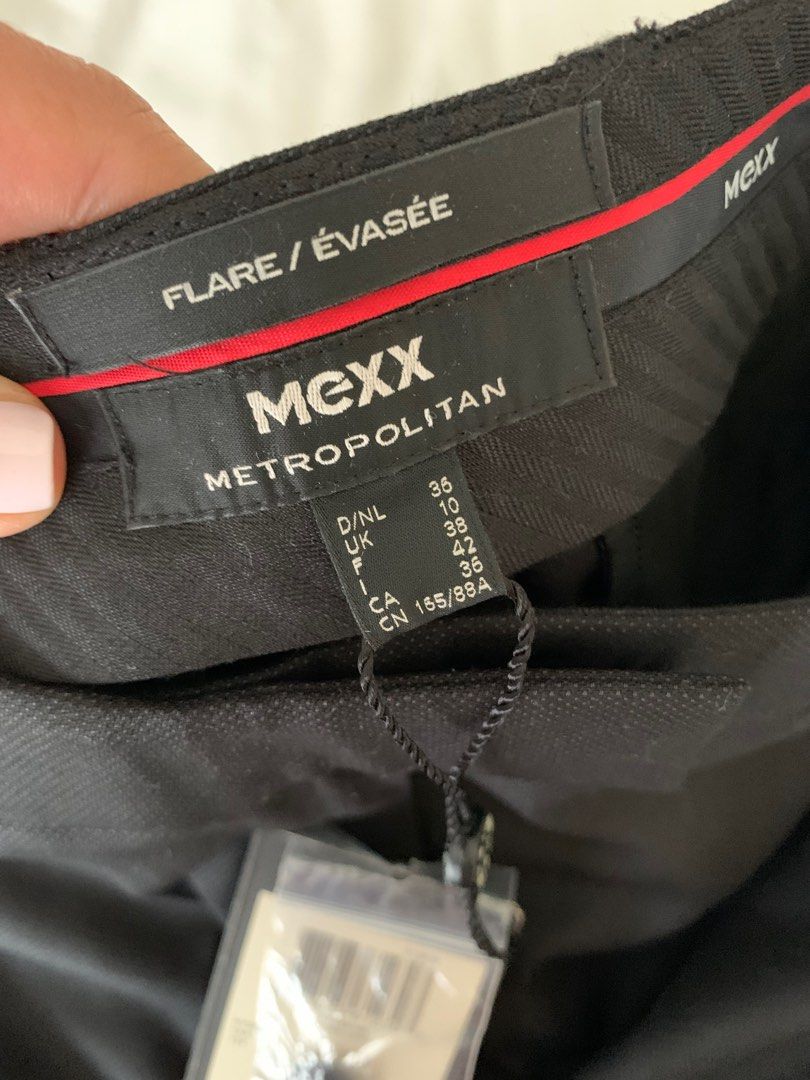 FLARE / ÉVASÉE
mexx
mexx
METROPOLITAN
D/NL 36
UK 10
F 38
I 42
CA 36
CN 165/88A